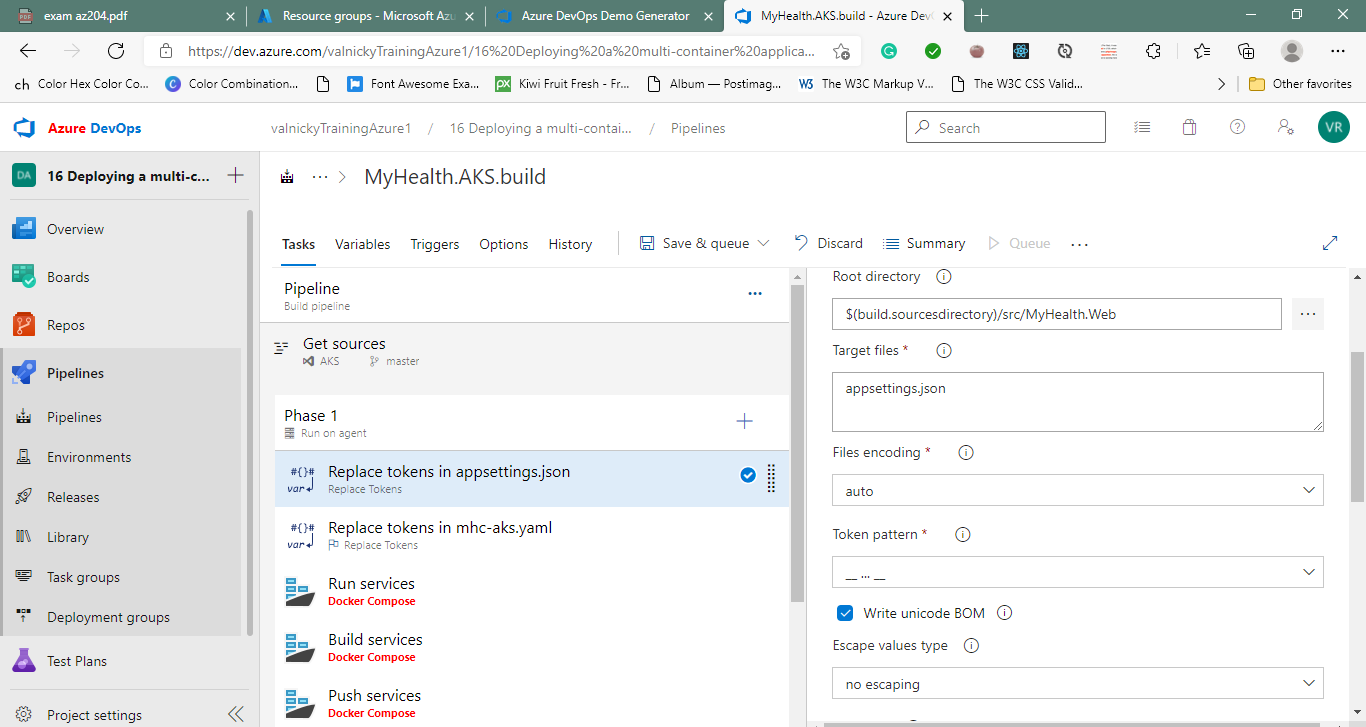 exam az204.pdf
Resource groups - Microsoft Azu
Azure DevOps Demo Generator
MyHealth.AKS.build - Azure DevO
https://dev.azure.com/valnickyTrainingAzure1/16%20Deploying%20a%20multi-container%20applica...
ch Color Hex Color Co...
Color Combination...
Font Awesome Exa...
Kiwi Fruit Fresh - Fr...
Album — Postimag...
The W3C Markup V...
The W3C CSS Valid...
Other favorites
Azure DevOps
valnickyTrainingAzure1 / 16 Deploying a multi-contai... / Pipelines
Search
VR
DA
16 Deploying a multi-c...
Overview
Boards
Repos
Pipelines
Pipelines
Environments
Releases
Library
Task groups
Deployment groups
Test Plans
Project settings
MyHealth.AKS.build
Tasks Variables Triggers Options History
Save & queue
Discard
Summary
Queue
Pipeline
Build pipeline
Get sources
AKS
master
Phase 1
Run on agent
#{}#
var
Replace tokens in appsettings.json
Replace Tokens
#{}#
var
Replace tokens in mhc-aks.yaml
Replace Tokens
Run services
Docker Compose
Build services
Docker Compose
Push services
Docker Compose
Root directory
$(build.sourcesdirectory)/src/MyHealth.Web
Target files *
appsettings.json
Files encoding *
auto
Token pattern *
__ ... __
Write unicode BOM
Escape values type
no escaping